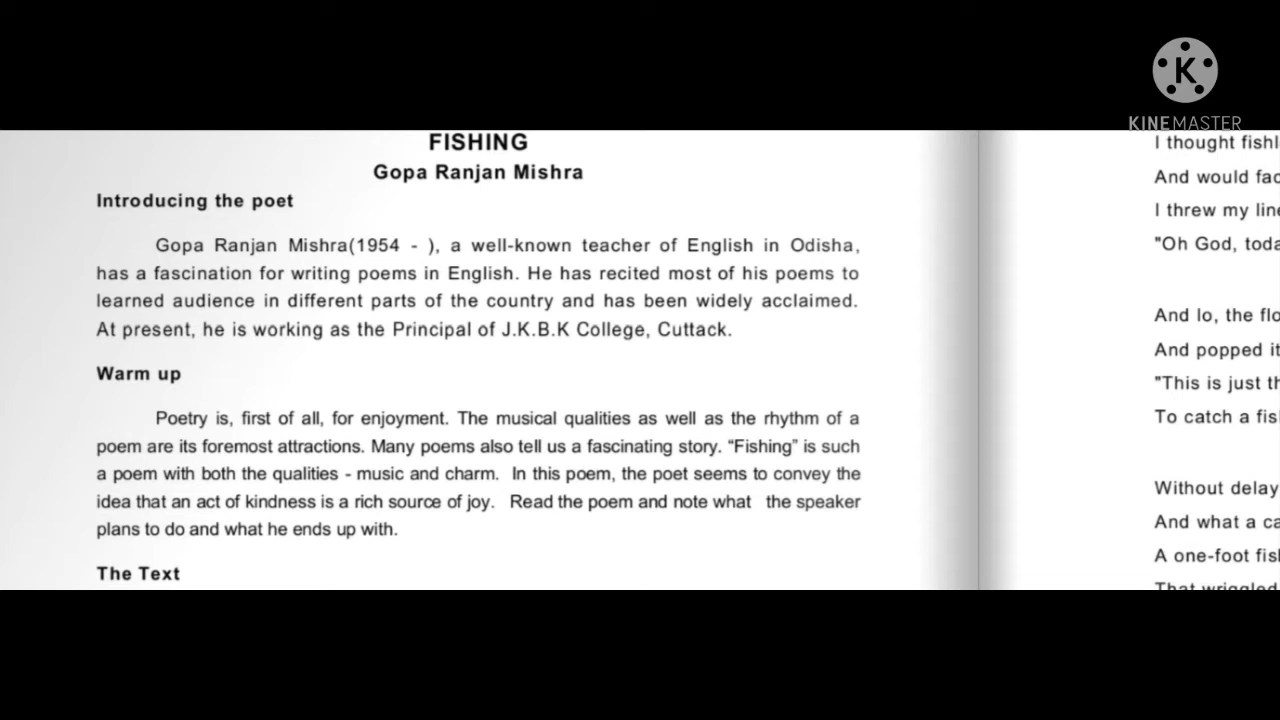 K
KINEMASTER
FISHING
Gopa Ranjan Mishra
Introducing the poet
Gopa Ranjan Mishra(1954 - ), a well-known teacher of English in Odisha,
has a fascination for writing poems in English. He has recited most of his poems to
learned audience in different parts of the country and has been widely acclaimed.
At present, he is working as the Principal of J.K.B.K College, Cuttack.
Warm up
Poetry is, first of all, for enjoyment. The musical qualities as well as the rhythm of a
poem are its foremost attractions. Many poems also tell us a fascinating story. “Fishing” is such
a poem with both the qualities - music and charm. In this poem, the poet seems to convey the
idea that an act of kindness is a rich source of joy. Read the poem and note what the speaker
plans to do and what he ends up with.
The Text
I thought
And would
I threw my
"Oh God,
And lo, the
And popped
"This is just
To catch a
Without delay
And what a
A one-foot
That wriggled